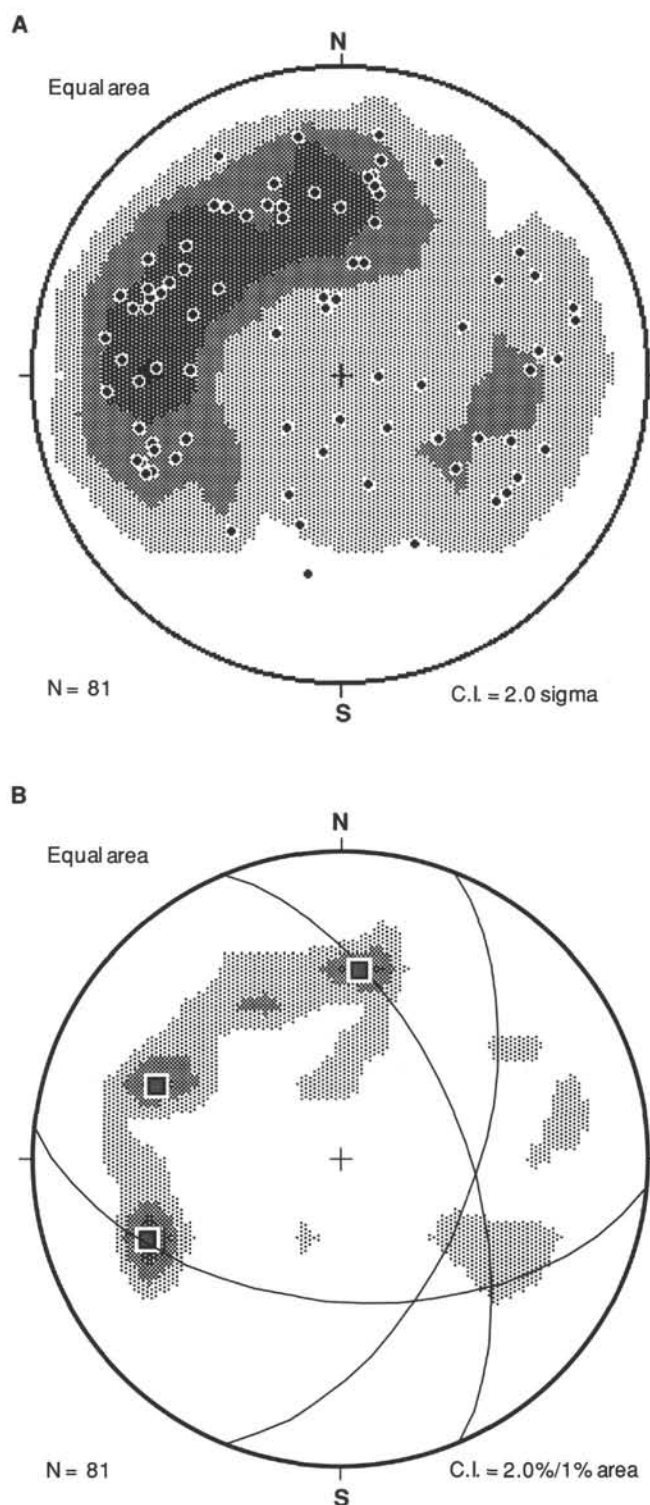 A
N
Equal area
N = 81
C.I. = 2.0 sigma
S
B
N
Equal area
N = 81
C.I. = 2.0%/1% area
S